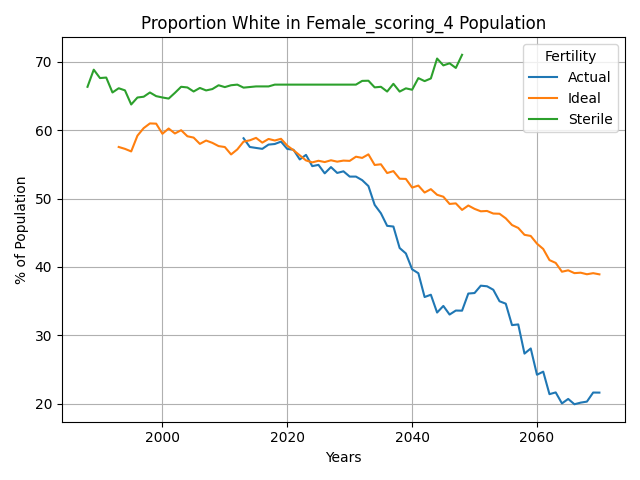 Proportion White in Female_scoring_4 Population
% of Population
70
60
50
40
30
20
2000
2020
2040
2060
Years
Fertility
Actual
Ideal
Sterile